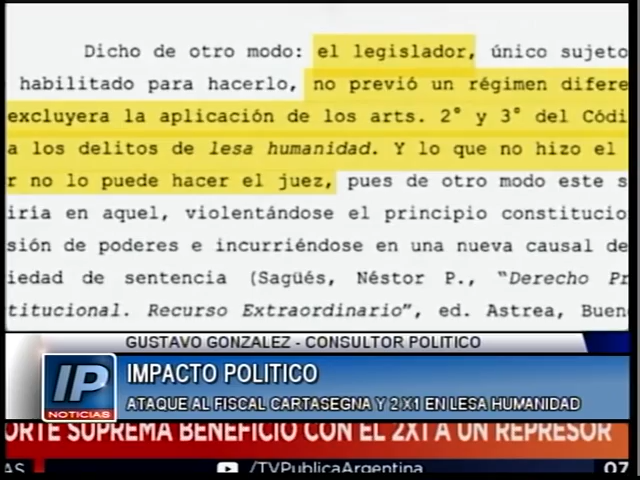 Dicho de otro modo: el legislador, único sujeto
habilitado para hacerlo, no previó un régimen difere
excluyera la aplicación de los arts. 2° y 3° del Códi
a los delitos de lesa humanidad. Y lo que no hizo el
r no lo puede hacer el juez, pues de otro modo este s
iría en aquel, violentándose el principio constitucio
sión de poderes e incurriéndose en una nueva causal de
iedad de sentencia (Sagüés, Néstor P., “Derecho Pr
titucional. Recurso Extraordinario”, ed. Astrea, Buen
GUSTAVO GONZALEZ - CONSULTOR POLITICO
IP NOTICIAS
IMPACTO POLITICO
ATAQUE AL FISCAL CARTASEGNA Y 2 X1 EN LESA HUMANIDAD
ORTE SUPREMA BENEFICIO CON EL 2X1 A UN REPRESOR
AS /TVPublicaArgentina 07